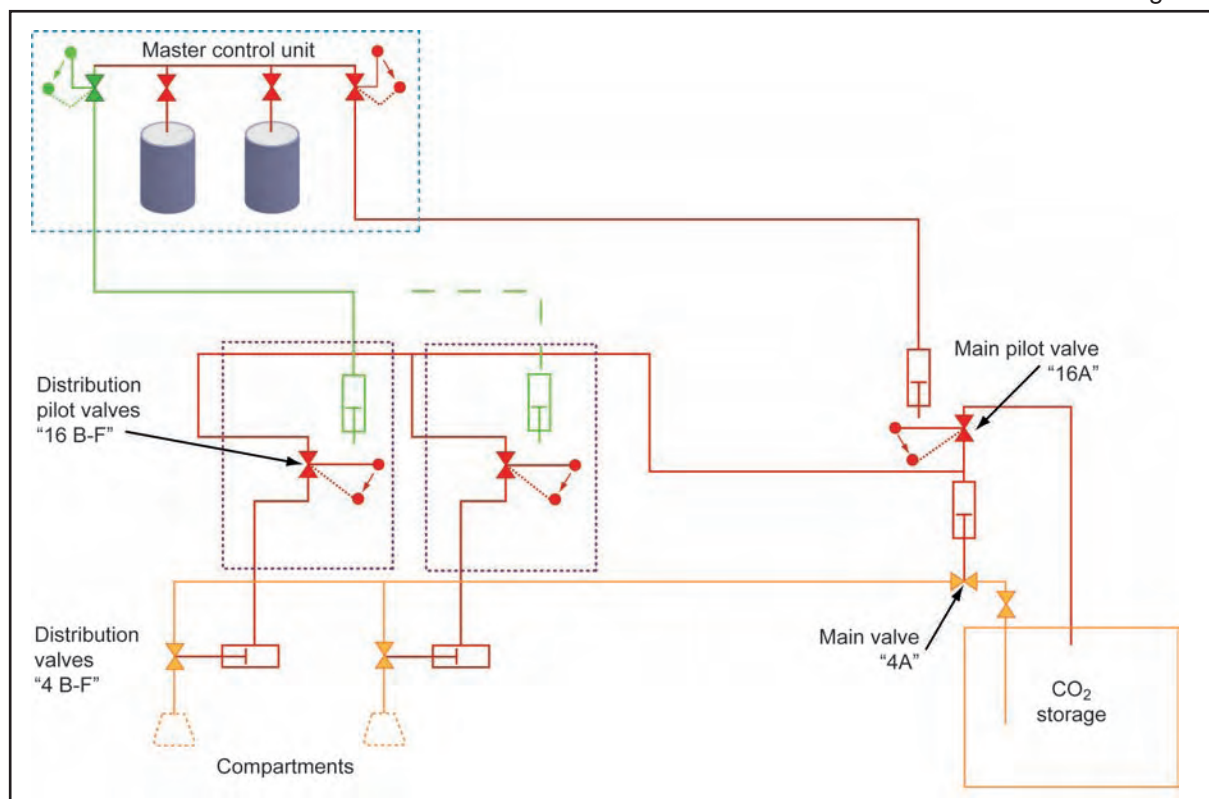 Master control unit
Main pilot valve
“16A”
Distribution
pilot valves
“16 B-F”
Distribution
valves
“4 B-F”
Main valve
“4A”
CO₂
storage
Compartments